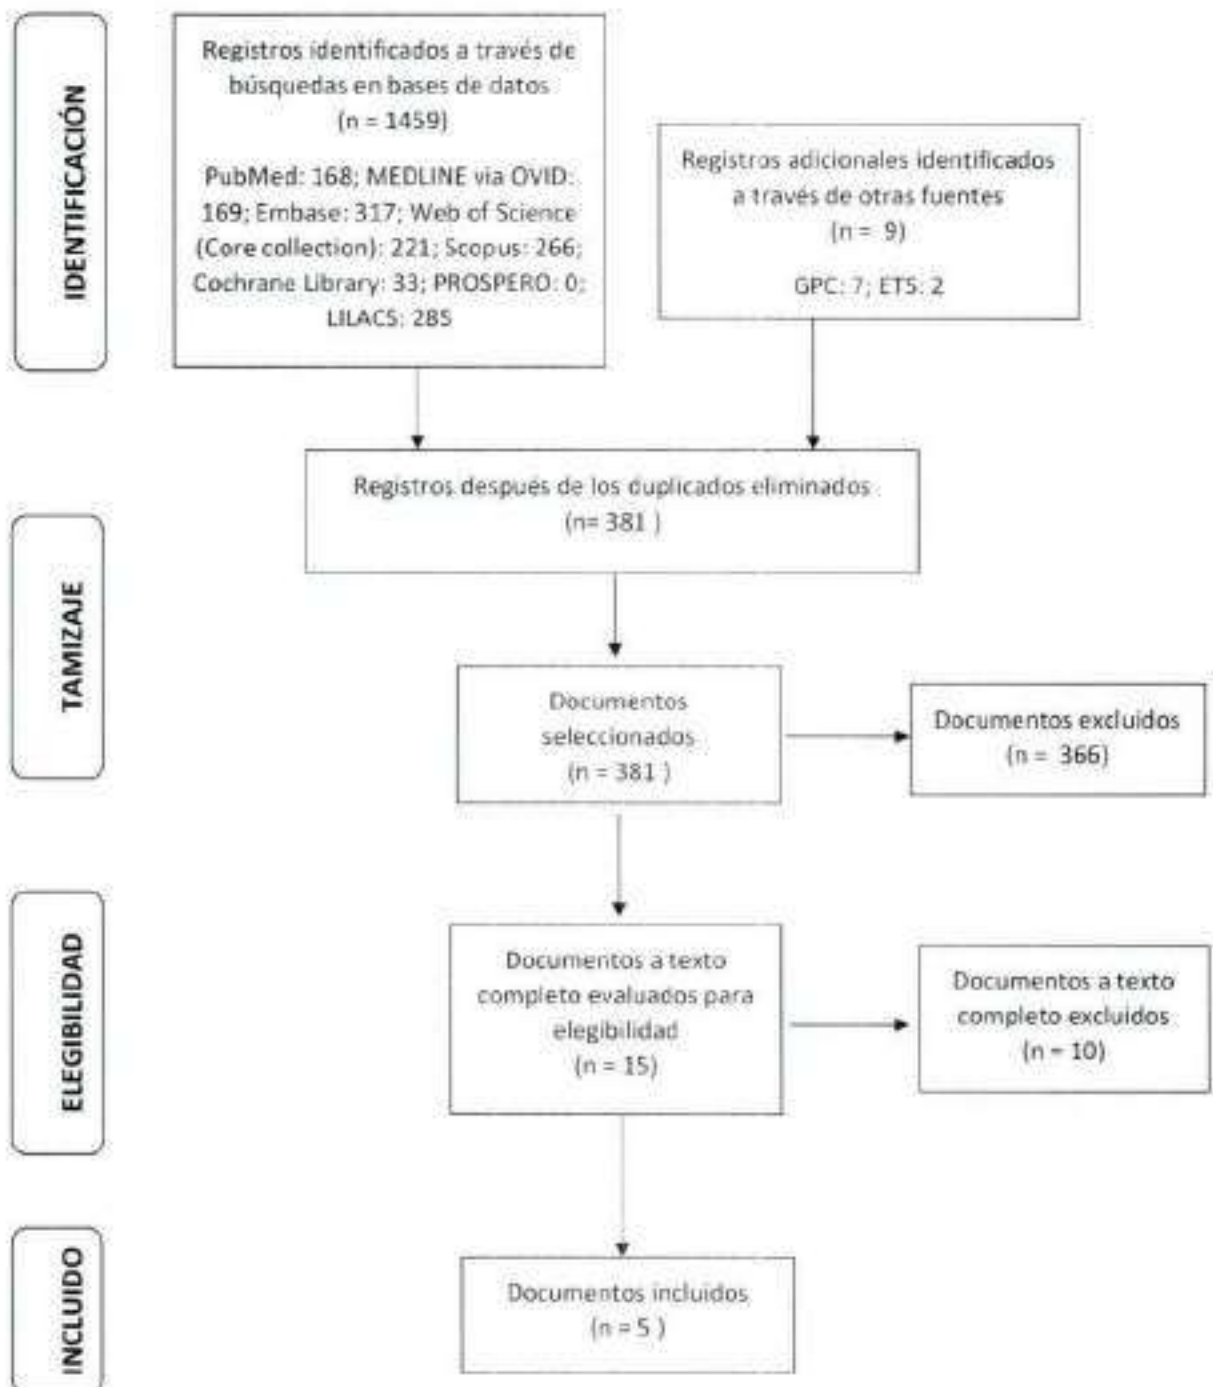 IDENTIFICACIÓN
Registros identificados a través de
búsquedas en bases de datos
(n = 1459)
PubMed: 168; MEDLINE via OVID:
169; Embase: 317; Web of Science
(Core collection): 221; Scopus: 266;
Cochrane Library: 33; PROSPERO: 0;
LILACS: 285
Registros adicionales identificados
a través de otras fuentes
(n = 9)
GPC: 7; ETS: 2
TAMIZAJE
Registros después de los duplicados eliminados
(n= 381 )
Documentos
seleccionados
(n = 381 )
Documentos excluidos
(n = 366)
ELEGIBILIDAD
Documentos a texto
completo evaluados para
elegibilidad
(n = 15)
Documentos a texto
completo excluidos
(n = 10)
INCLUIDO
Documentos incluidos
(n = 5 )